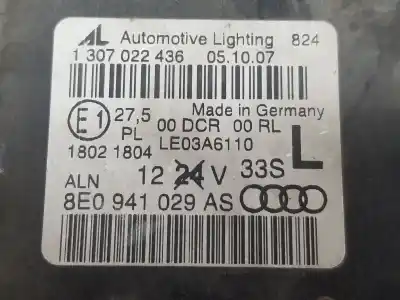 AL Automotive Lighting 824
1 307 022 436 05.10.07
Made in Germany
E1 27,5 00 DCR 00 RL
PL LE03A6110 L
1802 1804
12 24 V 33S
ALN
8E0 941 029 AS